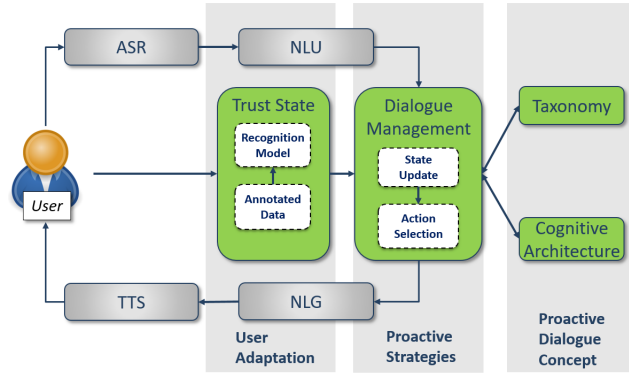 ASR
NLU
Trust State
Recognition
Model
Annotated
Data
Dialogue
Management
State
Update
Action
Selection
Taxonomy
Cognitive
Architecture
User
TTS
NLG
User
Adaptation
Proactive
Strategies
Proactive
Dialogue
Concept